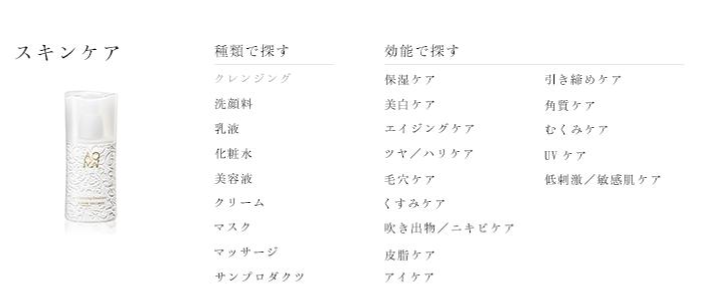 スキンケア
種類で探す
クレンジング
洗顔料
乳液
化粧水
美容液
クリーム
マスク
マッサージ
サンプロダクツ
効能で探す
保湿ケア
美白ケア
エイジングケア
ツヤ／ハリケア
毛穴ケア
くすみケア
吹き出物／ニキビケア
皮脂ケア
アイケア
引き締めケア
角質ケア
むくみケア
UV ケア
低刺激／敏感肌ケア